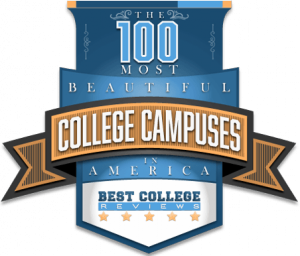 THE
100
MOST
BEAUTIFUL
COLLEGE CAMPUSES
IN
AMERICA
BEST COLLEGE
REVIEWS